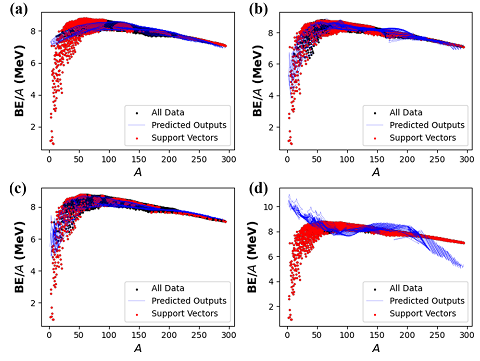 (a)
BE/A (MeV)
8
6
4
2
All Data
Predicted Outputs
Support Vectors
0 50 100 150 200 250 300
A
(b)
BE/A (MeV)
8
6
4
2
All Data
Predicted Outputs
Support Vectors
0 50 100 150 200 250 300
A
(c)
BE/A (MeV)
8
6
4
2
All Data
Predicted Outputs
Support Vectors
0 50 100 150 200 250 300
A
(d)
BE/A (MeV)
10
8
6
4
2
All Data
Predicted Outputs
Support Vectors
0 50 100 150 200 250 300
A